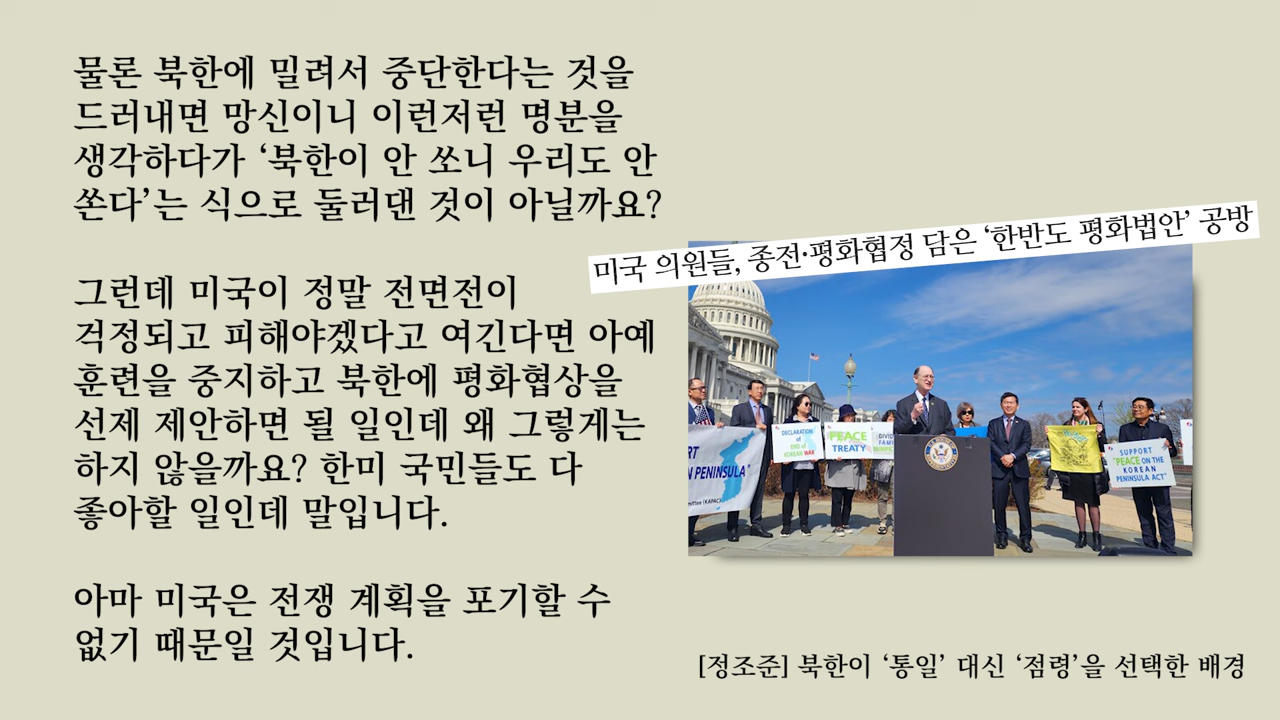 물론 북한에 밀려서 중단한다는 것을
드러내면 망신이니 이런저런 명분을
생각하다가 ‘북한이 안 쏘니 우리도 안
쏜다’는 식으로 둘러댄 것이 아닐까요?
그런데 미국이 정말 전면전이
걱정되고 피해야겠다고 여긴다면 아예
훈련을 중지하고 북한에 평화협상을
선제 제안하면 될 일인데 왜 그렇게는
하지 않을까요? 한미 국민들도 다
좋아할 일인데 말입니다.
아마 미국은 전쟁 계획을 포기할 수
없기 때문일 것입니다.
미국 의원들, 종전·평화협정 담은 ‘한반도 평화법안’ 공방
PENINSULA"
(KAPAC)
DECLARATION
of
END of
KOREAN WAR
PEACE
TREATY
SUPPORT
"PEACE ON THE
KOREAN
PENINSULA ACT"
[정조준] 북한이 ‘통일’ 대신 ‘점령’을 선택한 배경